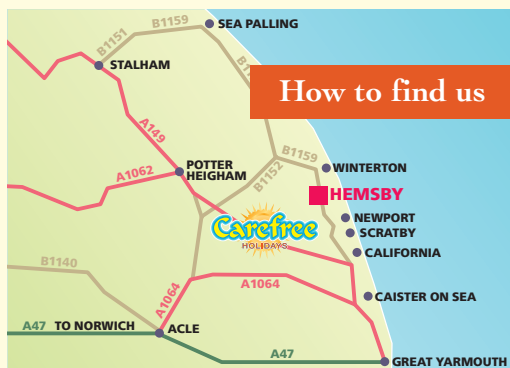 B1159
SEA PALLING
B1151
STALHAM
How to find us
A149
A1062
POTTER
HEIGHAM
B1152
B1159
WINTERTON
HEMSBY
NEWPORT
SCRATBY
Carefree
HOLIDAYS
CALIFORNIA
B1140
A1064
A1064
CAISTER ON SEA
A47
TO NORWICH
ACLE
A47
GREAT YARMOUTH